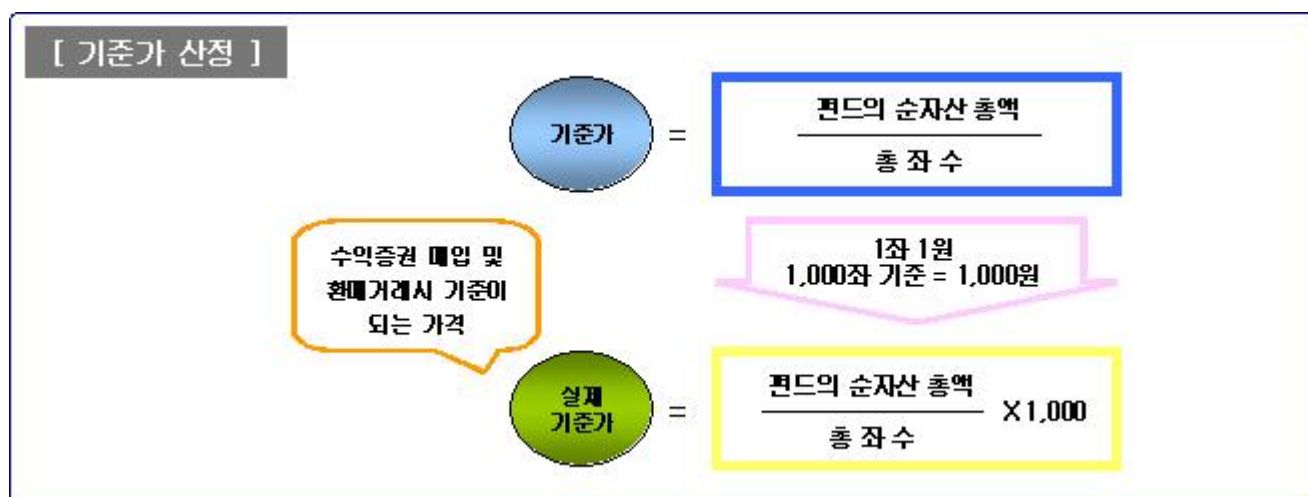 [ 기준가 산정 ]
기준가
=
펀드의 순자산 총액
총 좌 수
수익증권 매입 및
환매거래시 기준이
되는 가격
1좌 1원
1,000좌 기준 = 1,000원
실제
기준가
=
펀드의 순자산 총액
총 좌 수
X 1,000